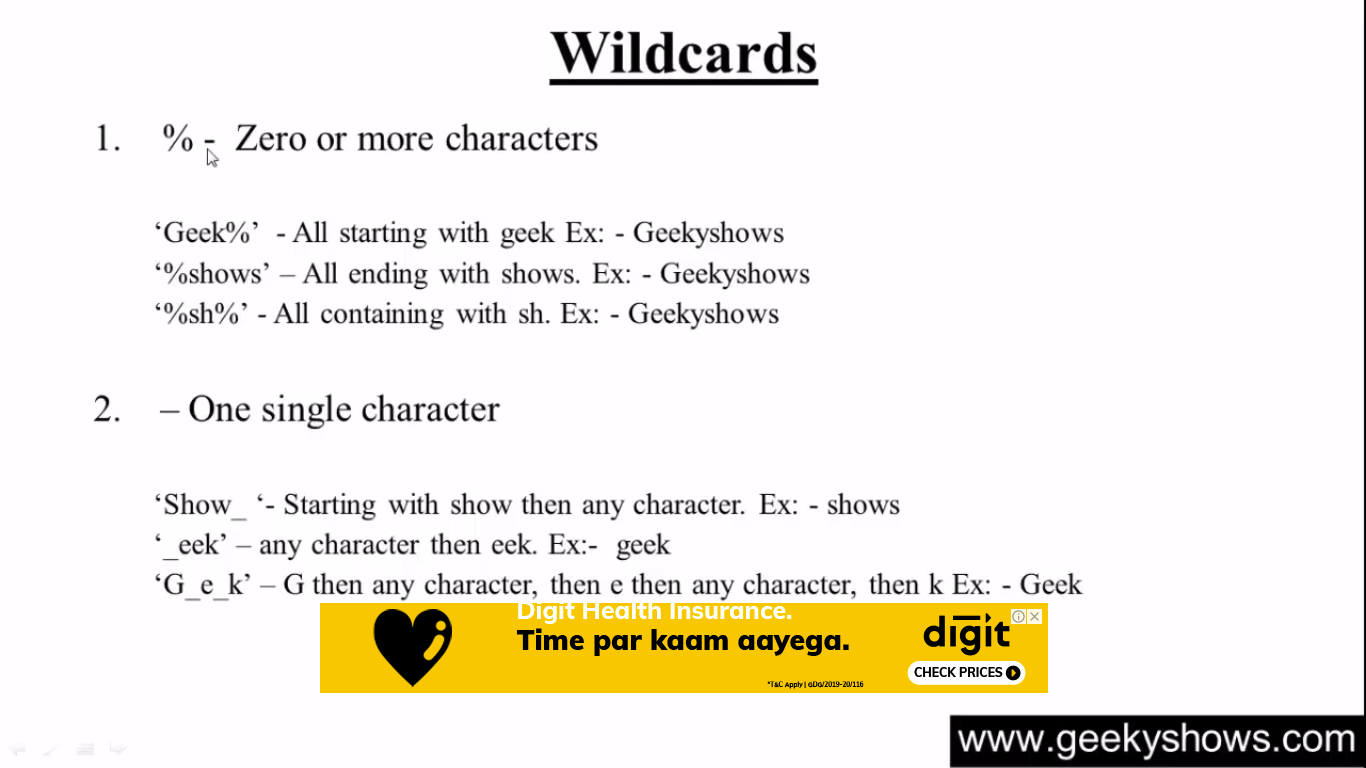 Wildcards
1. % - Zero or more characters
‘Geek%’ - All starting with geek Ex: - Geekyshows
‘%shows’ – All ending with shows. Ex: - Geekyshows
‘%sh%’ - All containing with sh. Ex: - Geekyshows
2. – One single character
‘Show_ ‘- Starting with show then any character. Ex: - shows
‘_eek’ – any character then eek. Ex:- geek
‘G_e_k’ – G then any character, then e then any character, then k Ex: - Geek
Digit Health Insurance.
Time par kaam aayega.
digit
CHECK PRICES
*T&C Apply | GDG/2019-20/116
www.geekyshows.com